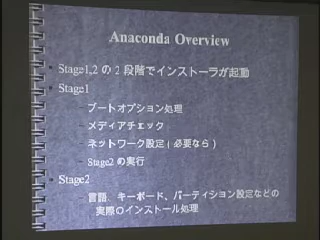 Anaconda Overview
Stage1,2 の 2 段階でインストーラが起動
Stage1
ブートオプション処理
メディアチェック
ネットワーク設定 ( 必要なら )
Stage2 の実行
Stage2
言語、キーボード、パーティション設定などの
実際のインストール処理